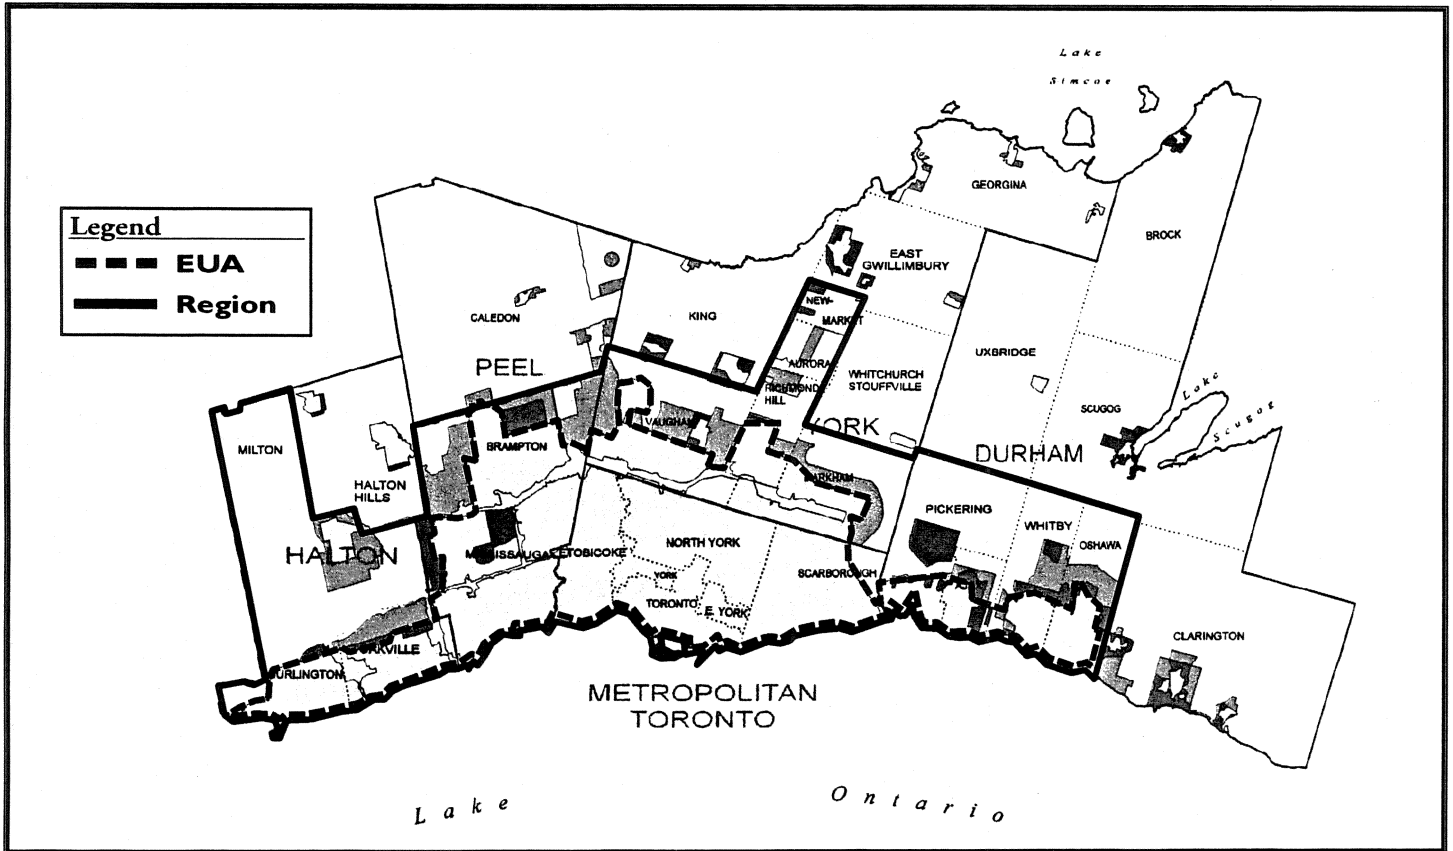 Lake
Simcoe
GEORGINA
BROCK
Legend
EUA
Region
EAST
GWILLIMBURY
NEW-
MARKET
CALEDON
KING
PEEL
AURORA
UXBRIDGE
WHITCHURCH
STOUFFVILLE
RICHMOND
HILL
SCUGOG
Lake
Scugog
VAUGHAN
YORK
BRAMPTON
MILTON
DURHAM
HALTON
HILLS
MARKHAM
PICKERING
WHITBY
OSHAWA
HALTON
MISSISSAUGA
ETOBICOKE
NORTH YORK
SCARBOROUGH
YORK
TORONTO
E. YORK
CLARINGTON
OAKVILLE
BURLINGTON
METROPOLITAN
TORONTO
Lake
Ontario